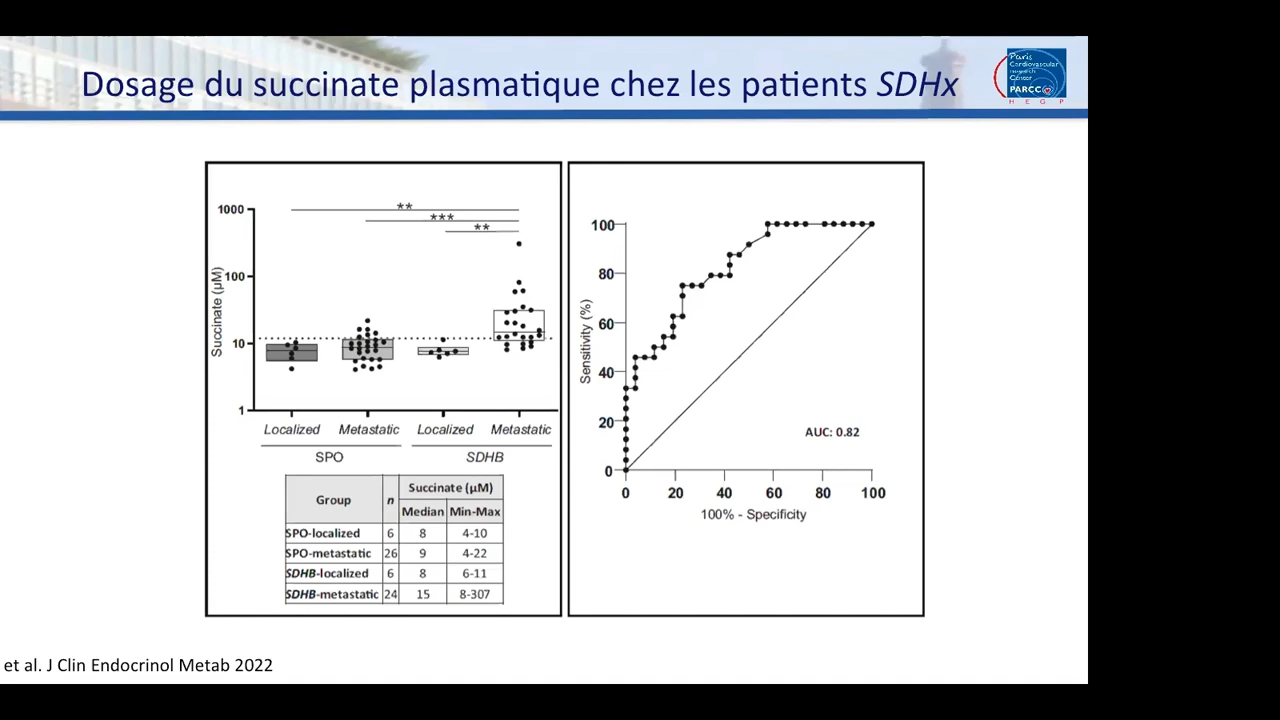 Dosage du succinate plasmatique chez les patients SDHx
Paris
Cardiovascular
research
Center
PARCC
H E G P
**
***
**
1000
100
10
1
Succinate (µM)
Localized Metastatic Localized Metastatic
SPO SDHB
Group n Succinate (µM)
Median Min-Max
SPO-localized 6 8 4-10
SPO-metastatic 26 9 4-22
SDHB-localized 6 8 6-11
SDHB-metastatic 24 15 8-307
100
80
60
40
20
0
Sensitivity (%)
AUC: 0.82
0 20 40 60 80 100
100% - Specificity
et al. J Clin Endocrinol Metab 2022